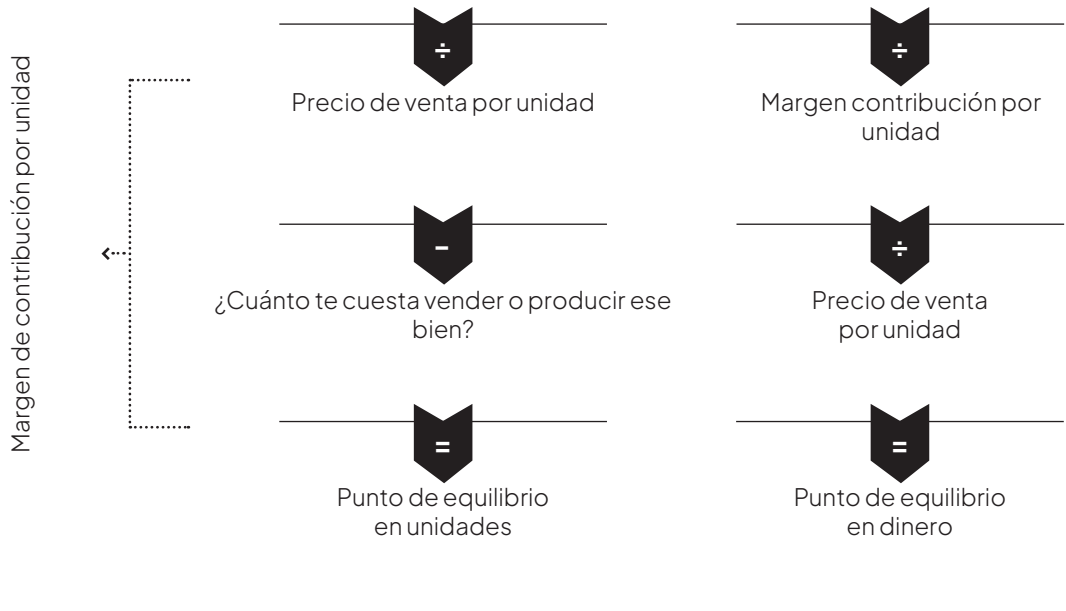 Margen de contribución por unidad
÷
Precio de venta por unidad
−
¿Cuánto te cuesta vender o producir ese
bien?
=
Punto de equilibrio
en unidades
÷
Margen contribución por
unidad
÷
Precio de venta
por unidad
=
Punto de equilibrio
en dinero